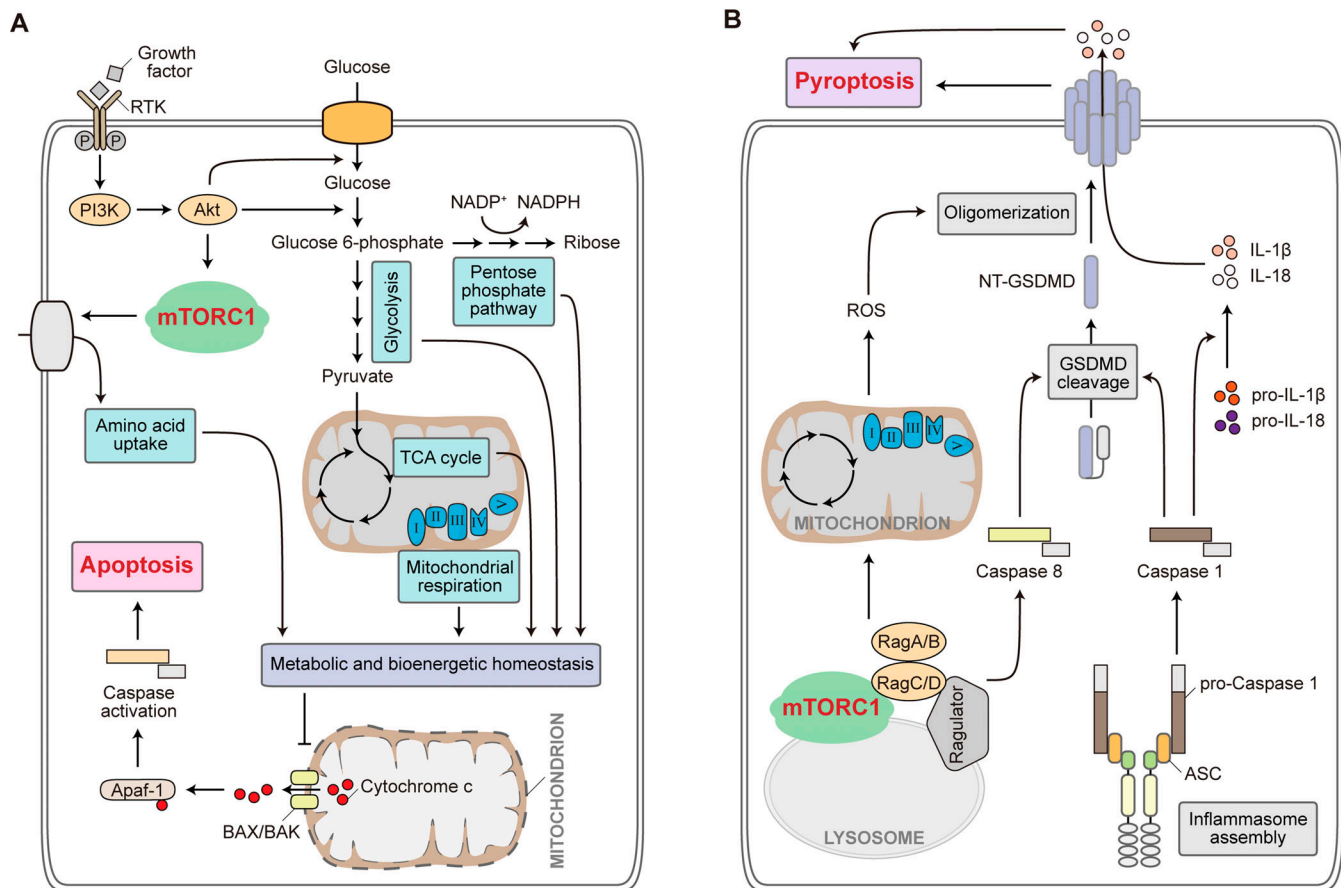 A
Growth
factor
RTK
P
P
Glucose
Glucose
PI3K
Akt
NADP⁺
NADPH
Glucose 6-phosphate
Ribose
Glycolysis
Pentose
phosphate
pathway
mTORC1
Pyruvate
Amino acid
uptake
TCA cycle
I
II
III
IV
V
Mitochondrial
respiration
Apoptosis
Metabolic and bioenergetic homeostasis
Caspase
activation
Apaf-1
Cytochrome c
BAX/BAK
MITOCHONDRION
B
Pyroptosis
Oligomerization
IL-1β
IL-18
NT-GSDMD
ROS
GSDMD
cleavage
pro-IL-1β
pro-IL-18
I
II
III
IV
V
MITOCHONDRION
Caspase 8
Caspase 1
RagA/B
RagC/D
mTORC1
Ragulator
pro-Caspase 1
ASC
LYSOSOME
Inflammasome
assembly